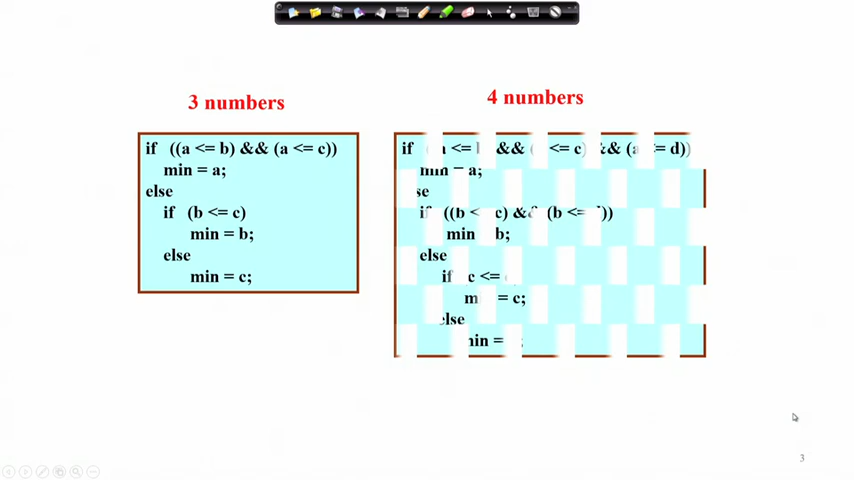 3 numbers
4 numbers
if ((a <= b) && (a <= c))
min = a;
else
if (b <= c)
min = b;
else
min = c;
if a <= && <= c) && (a <= d))
min = a;
if ((b <= c) && (b <= ))
min b;
else
if c <=
= c;
else
min =
3